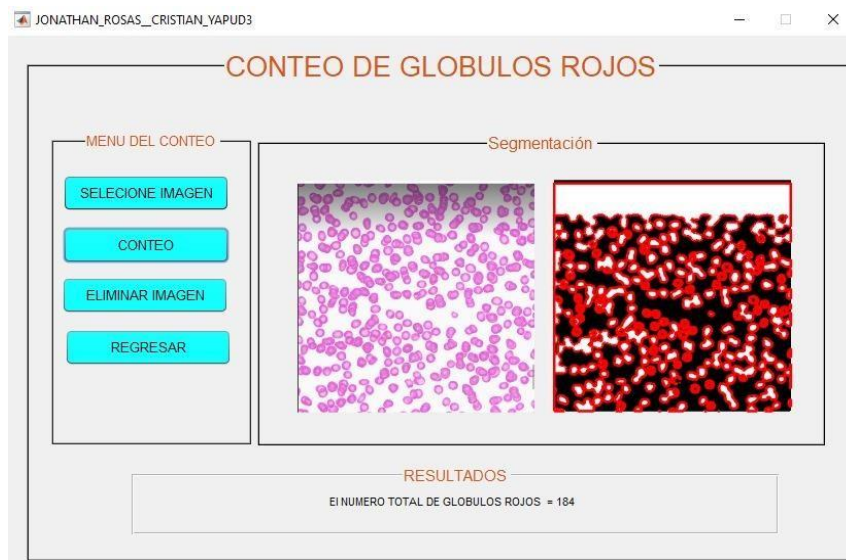 JONATHAN_ROSAS__CRISTIAN_YAPUD3
CONTEO DE GLOBULOS ROJOS
MENU DEL CONTEO
SELECIONE IMAGEN
CONTEO
ELIMINAR IMAGEN
REGRESAR
Segmentación
RESULTADOS
El NUMERO TOTAL DE GLOBULOS ROJOS = 184